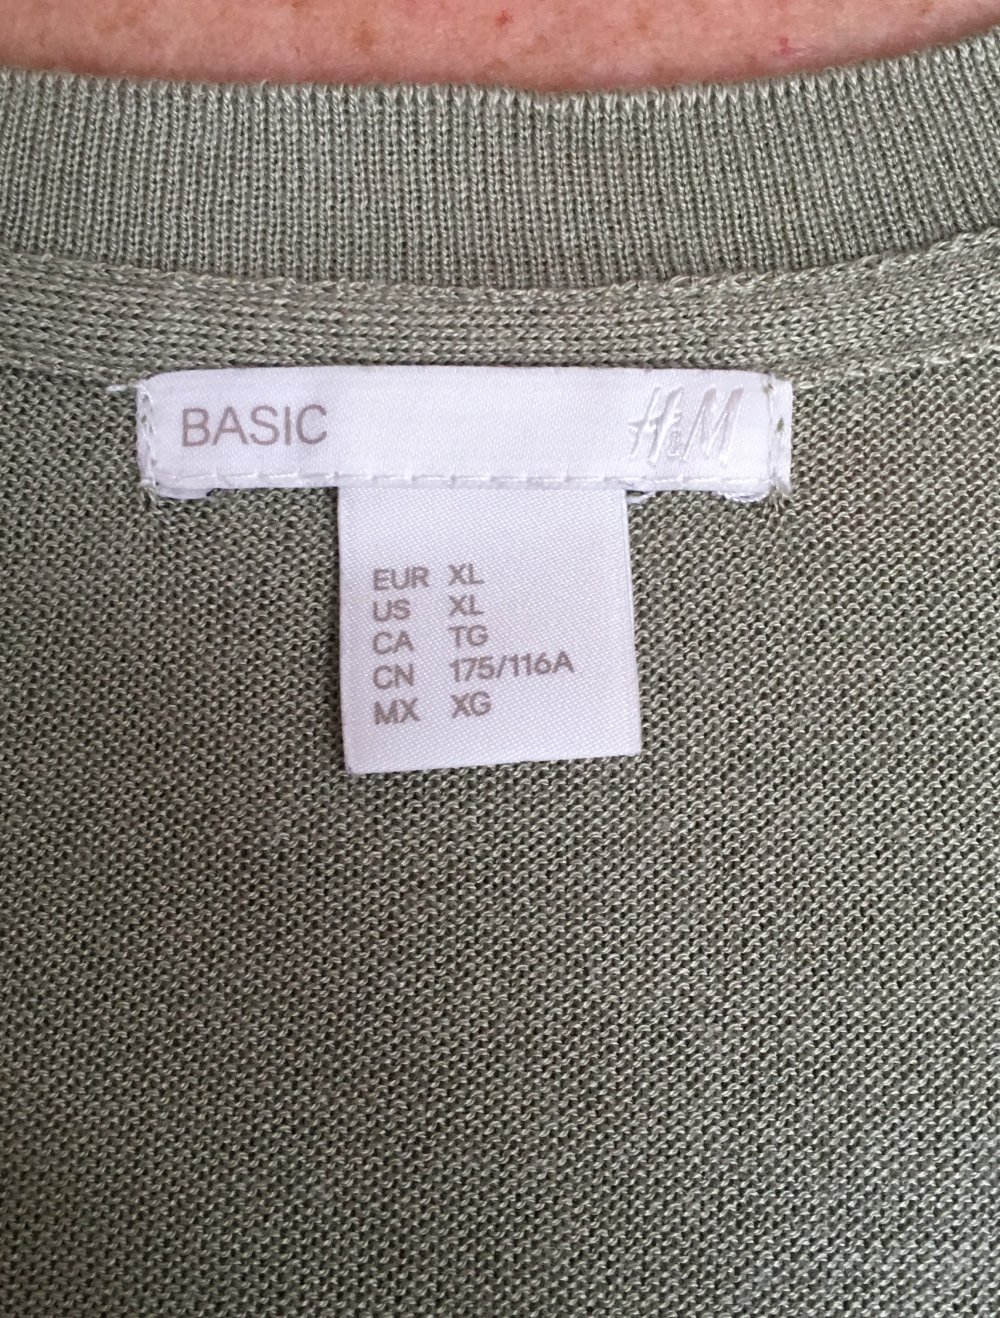 BASIC H&M
EUR XL
US XL
CA TG
CN 175/116A
MX XG